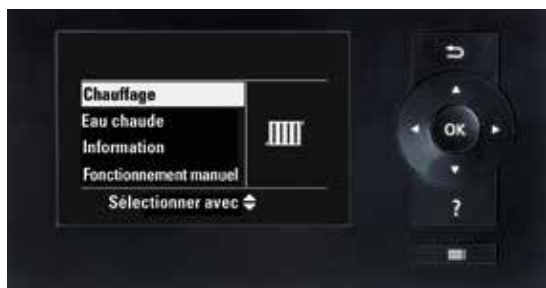 Chauffage
Eau chaude
Information
Fonctionnement manuel
Sélectionner avec
OK
?